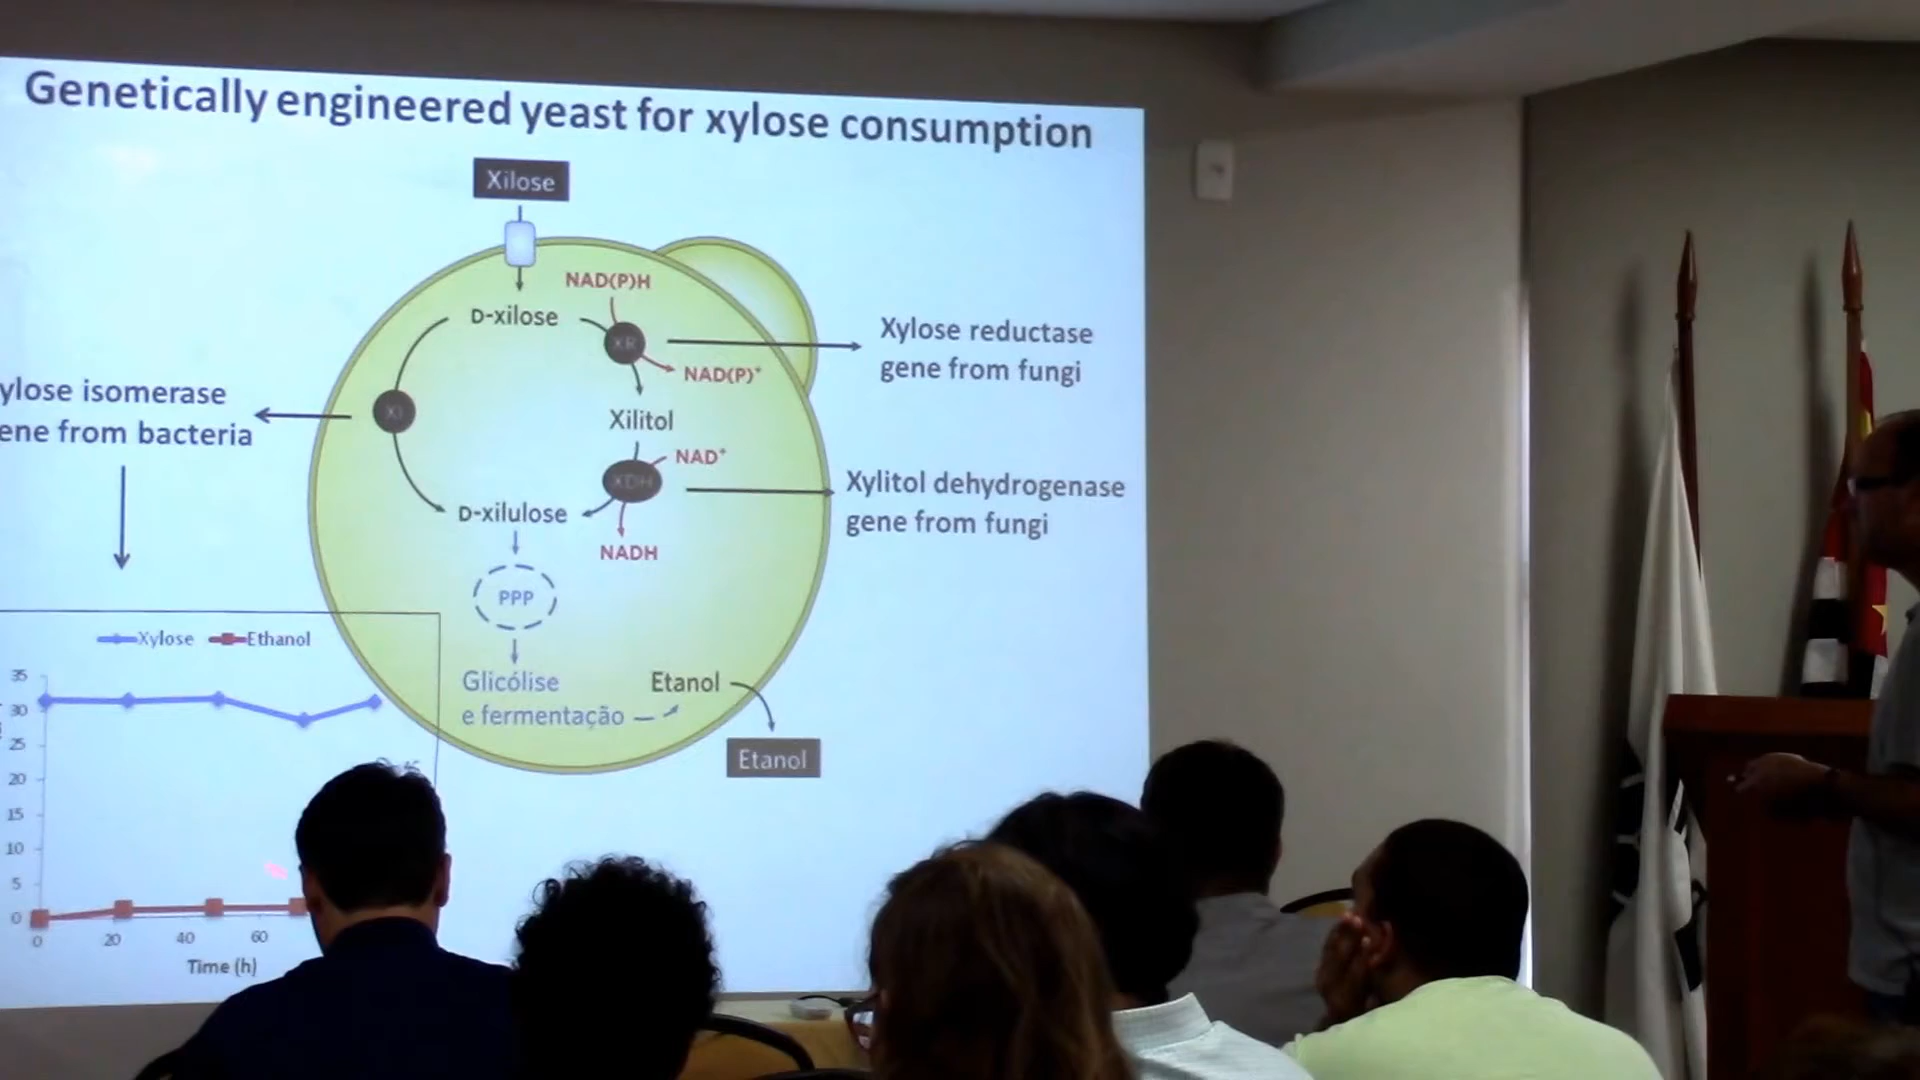 Genetically engineered yeast for xylose consumption
Xilose
NAD(P)H
D-xilose
XR
NAD(P)⁺
Xylose reductase
gene from fungi
ylose isomerase
ene from bacteria
XI
Xilitol
NAD⁺
XDH
Xylitol dehydrogenase
gene from fungi
D-xilulose
NADH
PPP
Glicólise
e fermentação
Etanol
Etanol
Xylose Ethanol
35
30
25
20
15
10
5
0
0 20 40 60
Time (h)